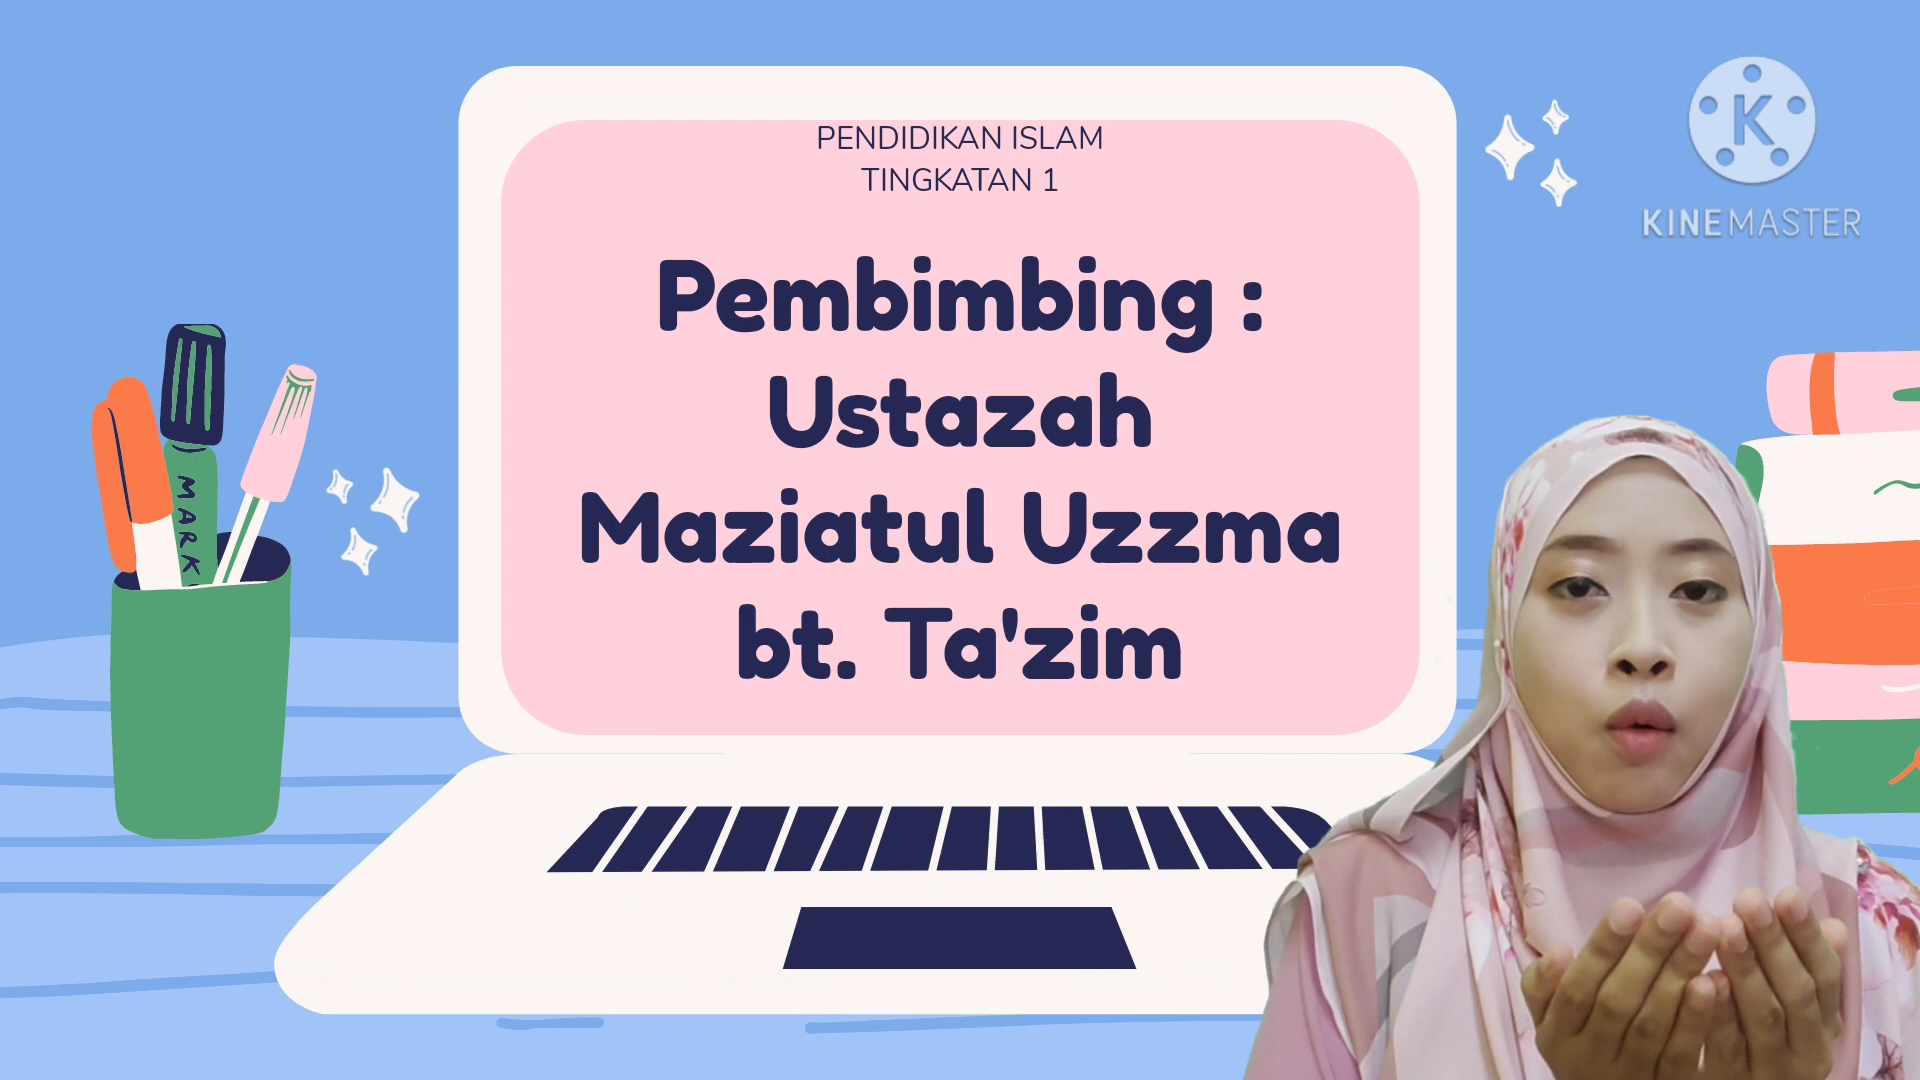 PENDIDIKAN ISLAM
TINGKATAN 1
Pembimbing :
Ustazah
Maziatul Uzzma
bt. Ta'zim
KINEMASTER
K
MARK